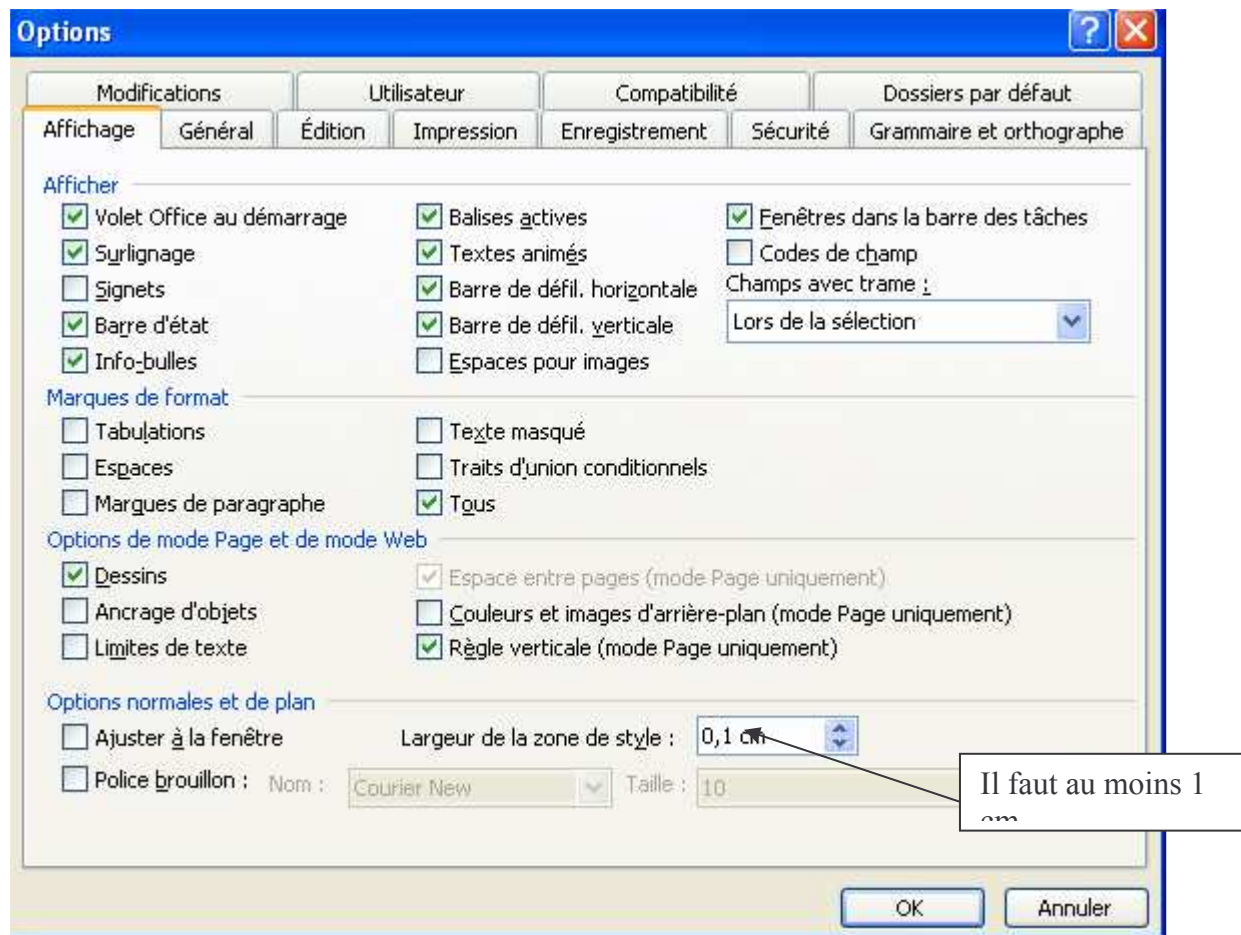 Options
Modifications Utilisateur Compatibilité Dossiers par défaut
Affichage Général Édition Impression Enregistrement Sécurité Grammaire et orthographe
Afficher
Volet Office au démarrage Balises actives Fenêtres dans la barre des tâches
Surlignage Textes animés Codes de champ
Signets Barre de défil. horizontale Champs avec trame :
Barre d'état Barre de défil. verticale Lors de la sélection
Info-bulles Espaces pour images
Marques de format
Tabulations Texte masqué
Espaces Traits d'union conditionnels
Marques de paragraphe Tous
Options de mode Page et de mode Web
Dessins Espace entre pages (mode Page uniquement)
Ancrage d'objets Couleurs et images d'arrière-plan (mode Page uniquement)
Limites de texte Règle verticale (mode Page uniquement)
Options normales et de plan
Ajuster à la fenêtre Largeur de la zone de style : 0,1 cm
Police brouillon : Nom : Courier New Taille : 10
Il faut au moins 1
cm
OK Annuler